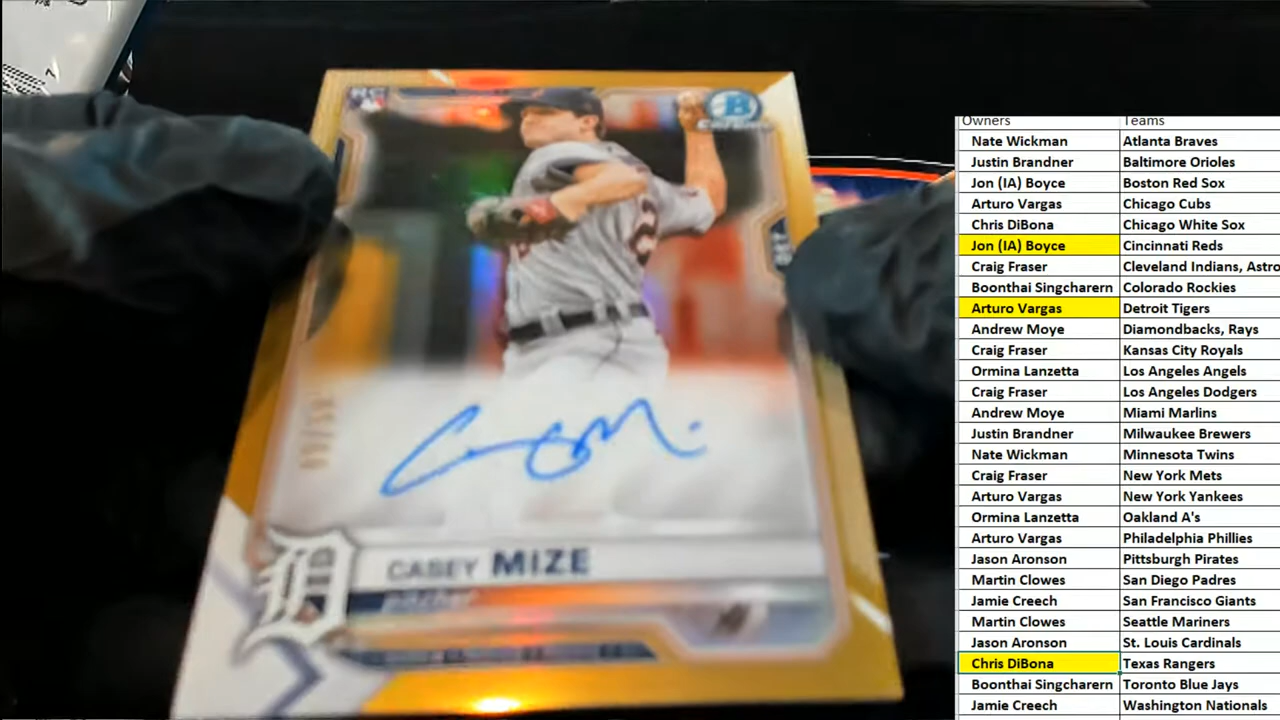 RC
B
CHROME
09/50
CASEY MIZE
pitcher
D
Owners Teams
Nate Wickman Atlanta Braves
Justin Brandner Baltimore Orioles
Jon (IA) Boyce Boston Red Sox
Arturo Vargas Chicago Cubs
Chris DiBona Chicago White Sox
Jon (IA) Boyce Cincinnati Reds
Craig Fraser Cleveland Indians, Astro
Boonthai Singcharern Colorado Rockies
Arturo Vargas Detroit Tigers
Andrew Moye Diamondbacks, Rays
Craig Fraser Kansas City Royals
Ormina Lanzetta Los Angeles Angels
Craig Fraser Los Angeles Dodgers
Andrew Moye Miami Marlins
Justin Brandner Milwaukee Brewers
Nate Wickman Minnesota Twins
Craig Fraser New York Mets
Arturo Vargas New York Yankees
Ormina Lanzetta Oakland A's
Arturo Vargas Philadelphia Phillies
Jason Aronson Pittsburgh Pirates
Martin Clowes San Diego Padres
Jamie Creech San Francisco Giants
Martin Clowes Seattle Mariners
Jason Aronson St. Louis Cardinals
Chris DiBona Texas Rangers
Boonthai Singcharern Toronto Blue Jays
Jamie Creech Washington Nationals